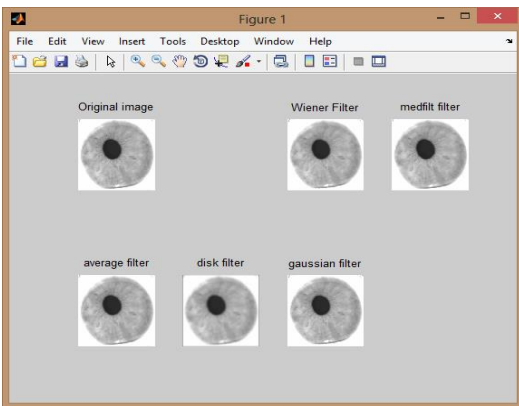 Figure 1
File Edit View Insert Tools Desktop Window Help
Original image Wiener Filter medfilt filter
average filter disk filter gaussian filter